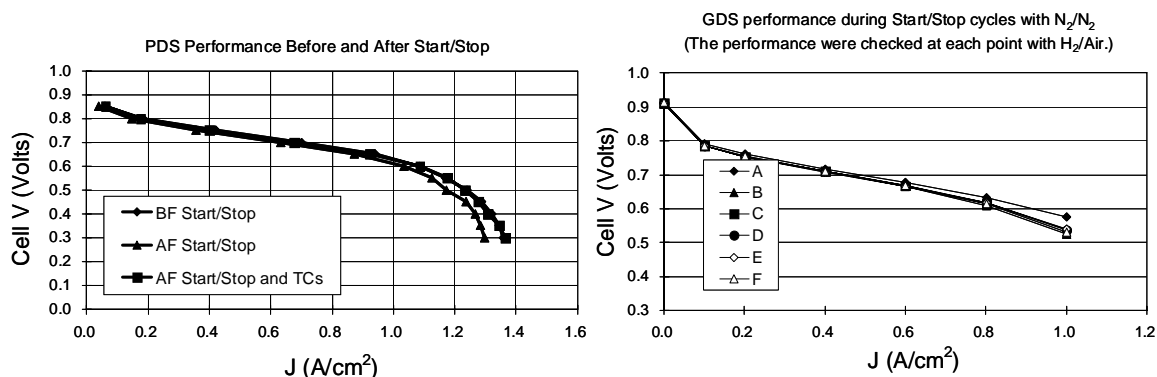 PDS Performance Before and After Start/Stop
1.0
0.9
0.8
0.7
0.6
0.5
0.4
0.3
0.2
0.1
0.0
Cell V (Volts)
BF Start/Stop
AF Start/Stop
AF Start/Stop and TCs
0.0 0.2 0.4 0.6 0.8 1.0 1.2 1.4 1.6
J (A/cm²)
GDS performance during Start/Stop cycles with N₂/N₂
(The performance were checked at each point with H₂/Air.)
1.0
0.9
0.8
0.7
0.6
0.5
0.4
0.3
Cell V (Volts)
A
B
C
D
E
F
0.0 0.2 0.4 0.6 0.8 1.0 1.2
J (A/cm²)